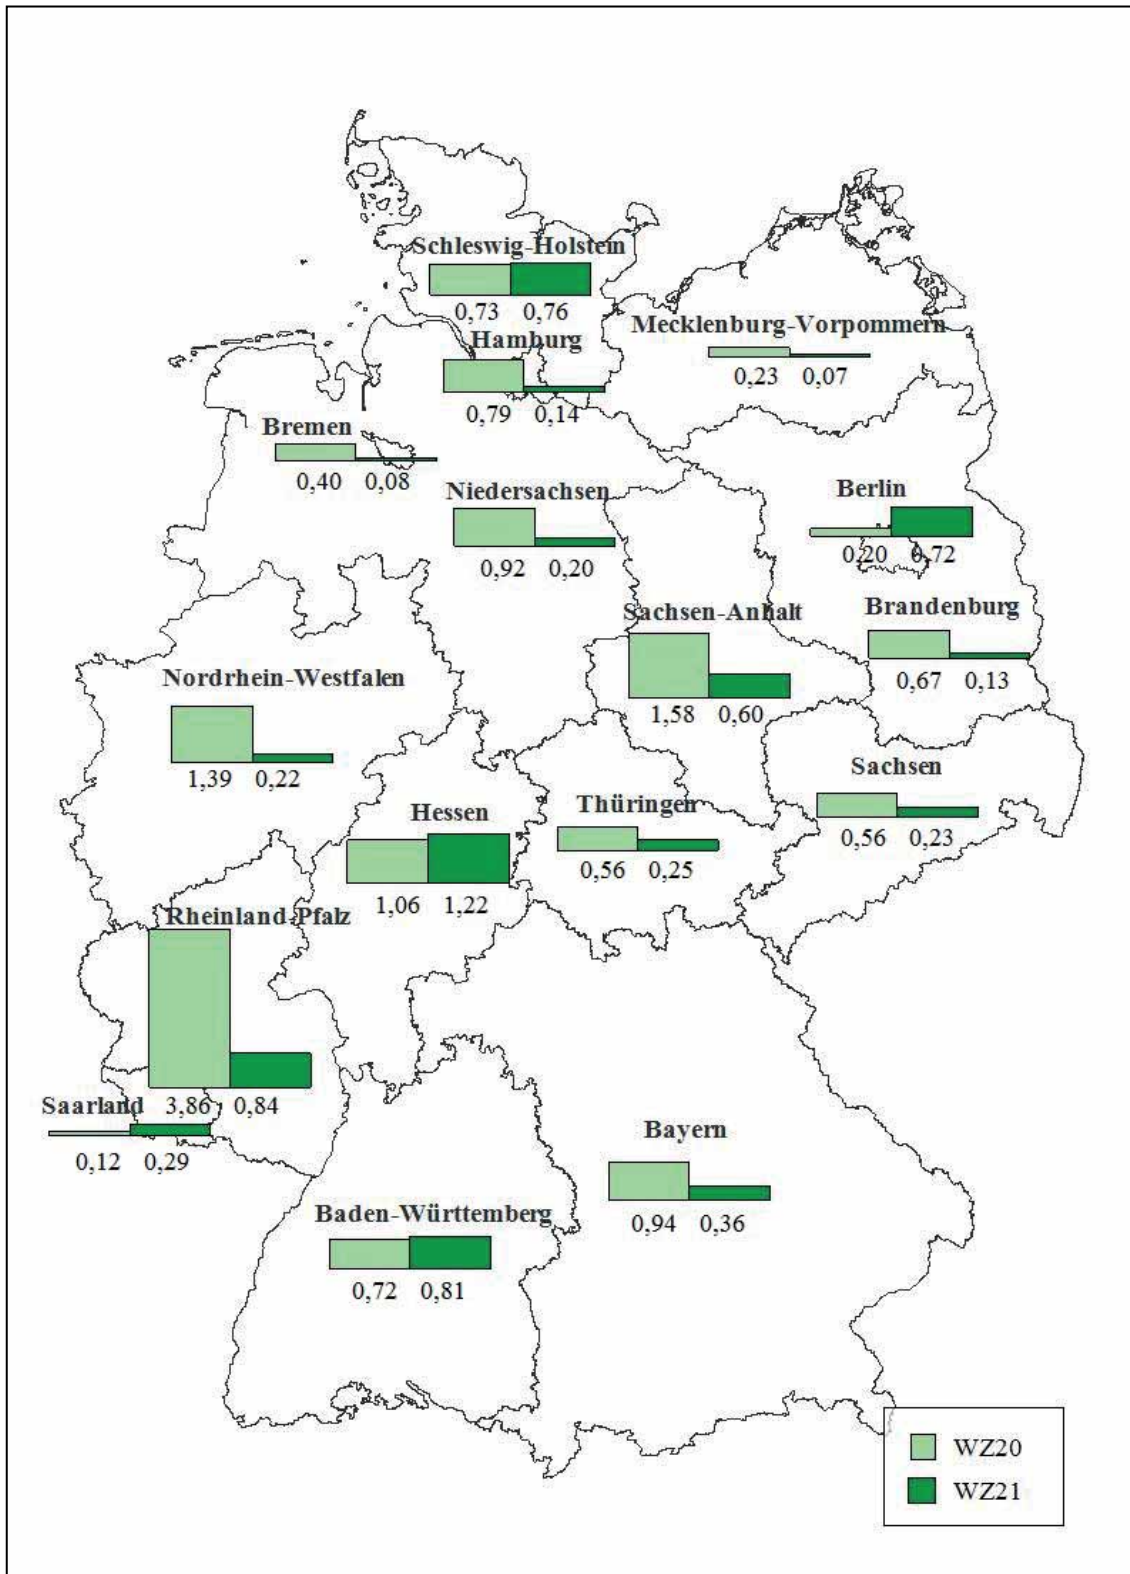 Schleswig-Holstein
0,73 0,76
Mecklenburg-Vorpommern
0,23 0,07
Hamburg
0,79 0,14
Bremen
0,40 0,08
Niedersachsen
0,92 0,20
Berlin
0,20 0,72
Sachsen-Anhalt
1,58 0,60
Brandenburg
0,67 0,13
Nordrhein-Westfalen
1,39 0,22
Sachsen
0,56 0,23
Hessen
1,06 1,22
Thüringen
0,56 0,25
Rheinland-Pfalz
3,86 0,84
Saarland
0,12 0,29
Bayern
0,94 0,36
Baden-Württemberg
0,72 0,81
WZ20
WZ21